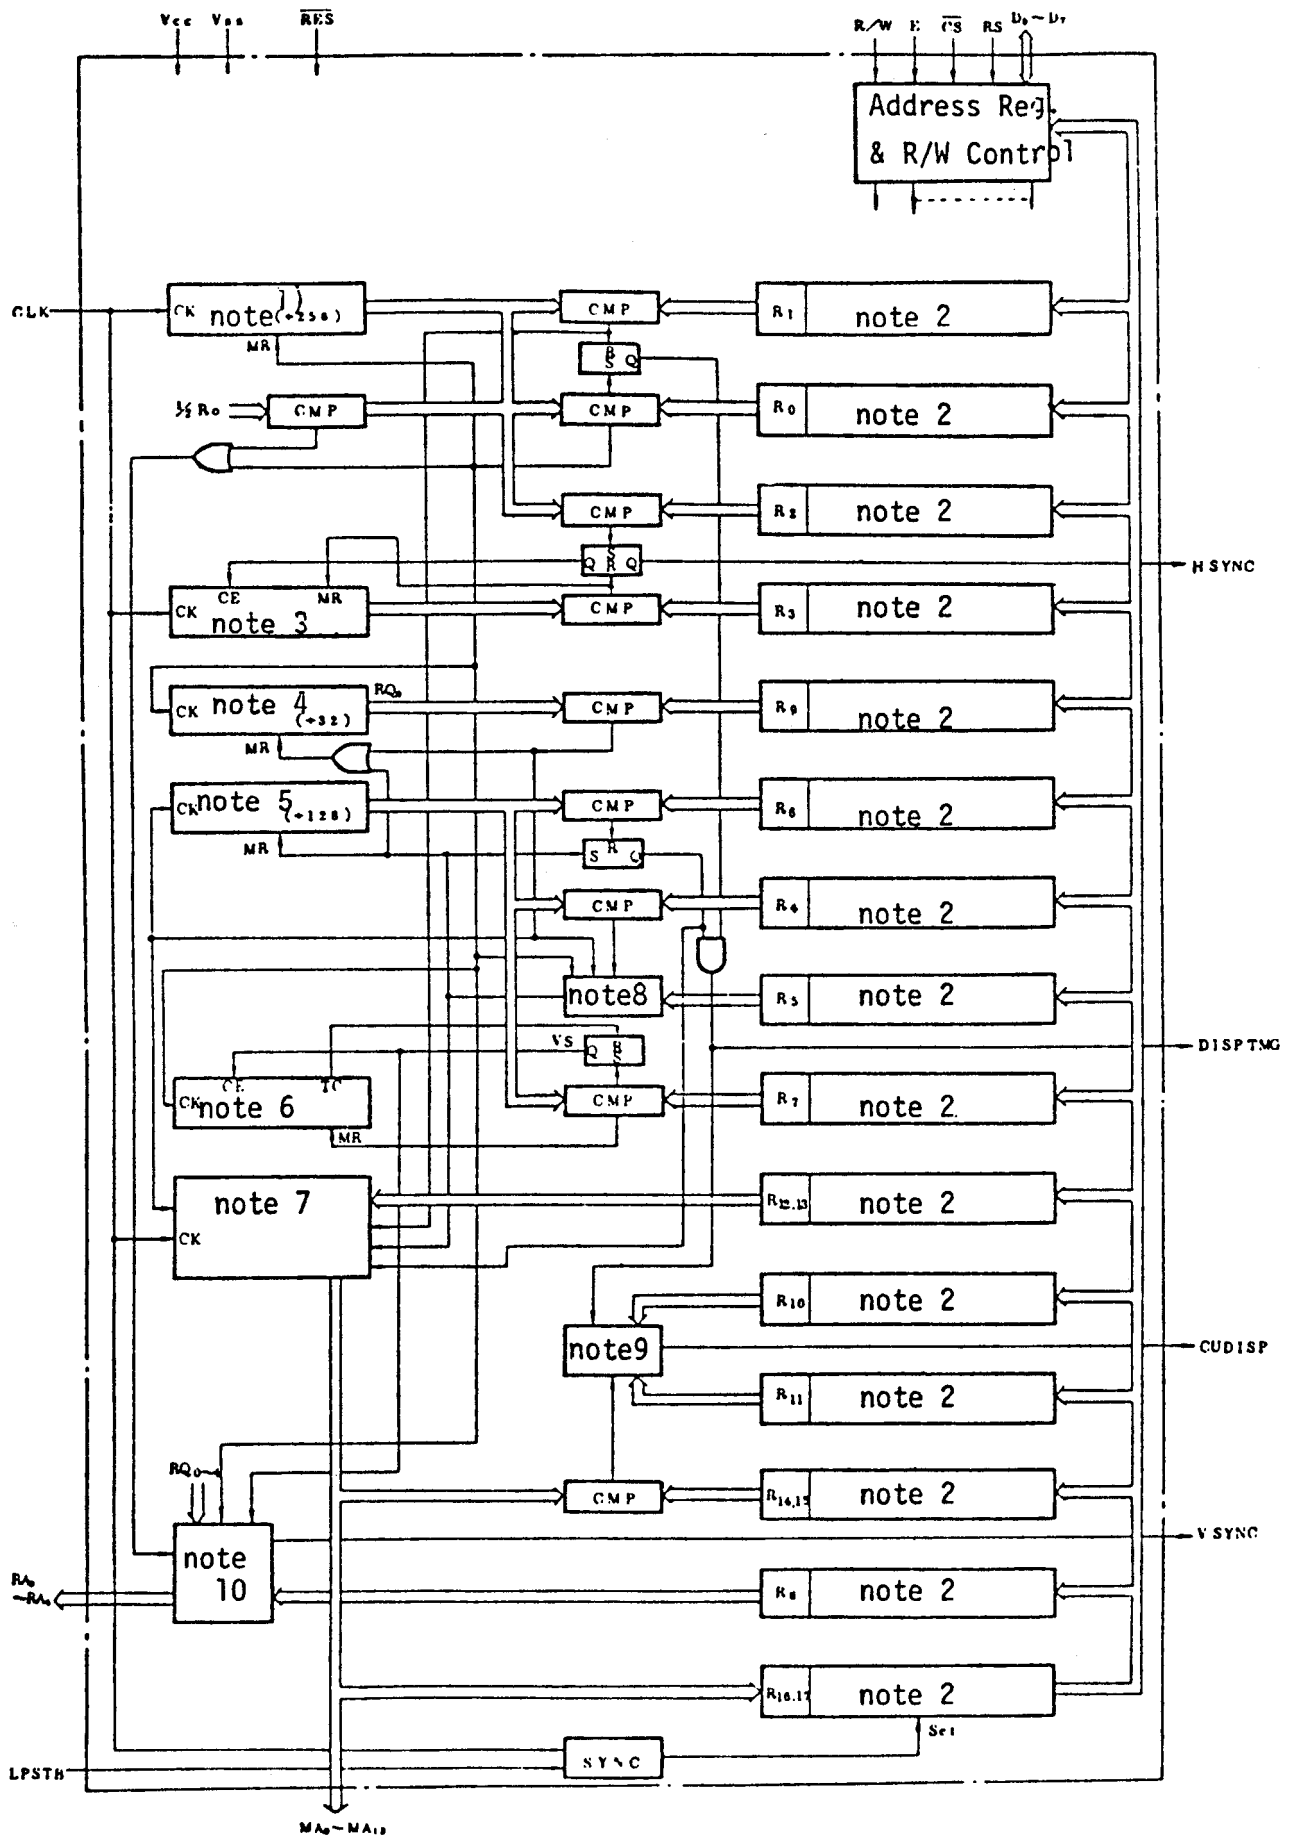 Vcc Vss RES
R/W E CS RS D₀~D₇
Address Reg.
& R/W Control
CLK
CK note 1) (÷256)
MR
CMP
R₁ note 2
R
S Q
½ R₀ CMP
CMP
R₀ note 2
CMP
R₂ note 2
S
Q R Q
HSYNC
CE MR
CK note 3
CMP
R₃ note 2
RQ₀
CK note 4 (÷32)
MR
CMP
R₉ note 2
CK note 5 (÷128)
MR
CMP
R₆ note 2
S R Q
CMP
R₄ note 2
note8
R₅ note 2
DISPTMG
VS
Q R
S
CE TC
CK note 6
MR
CMP
R₇ note 2
note 7
CK
R₁₂.₁₃ note 2
R₁₀ note 2
note9
CUDISP
R₁₁ note 2
RQ₀~₄
CMP
R₁₄.₁₅ note 2
VSYNC
note
10
RA₀
~RA₄
R₈ note 2
R₁₆.₁₇ note 2
Set
SYNC
LPSTB
MA₀~MA₁₃